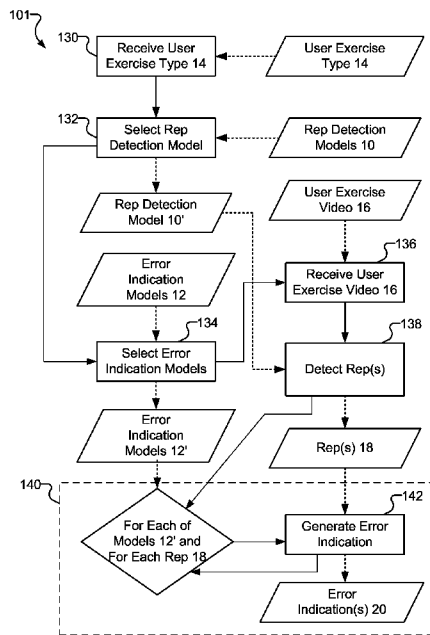 101
130
Receive User
Exercise Type 14
User Exercise
Type 14
132
Select Rep
Detection Model
Rep Detection
Models 10
Rep Detection
Model 10'
User Exercise
Video 16
136
Error
Indication
Models 12
Receive User
Exercise Video 16
134
138
Select Error
Indication Models
Detect Rep(s)
Error
Indication
Models 12'
Rep(s) 18
140
142
For Each of
Models 12' and
For Each Rep 18
Generate Error
Indication
Error
Indication(s) 20